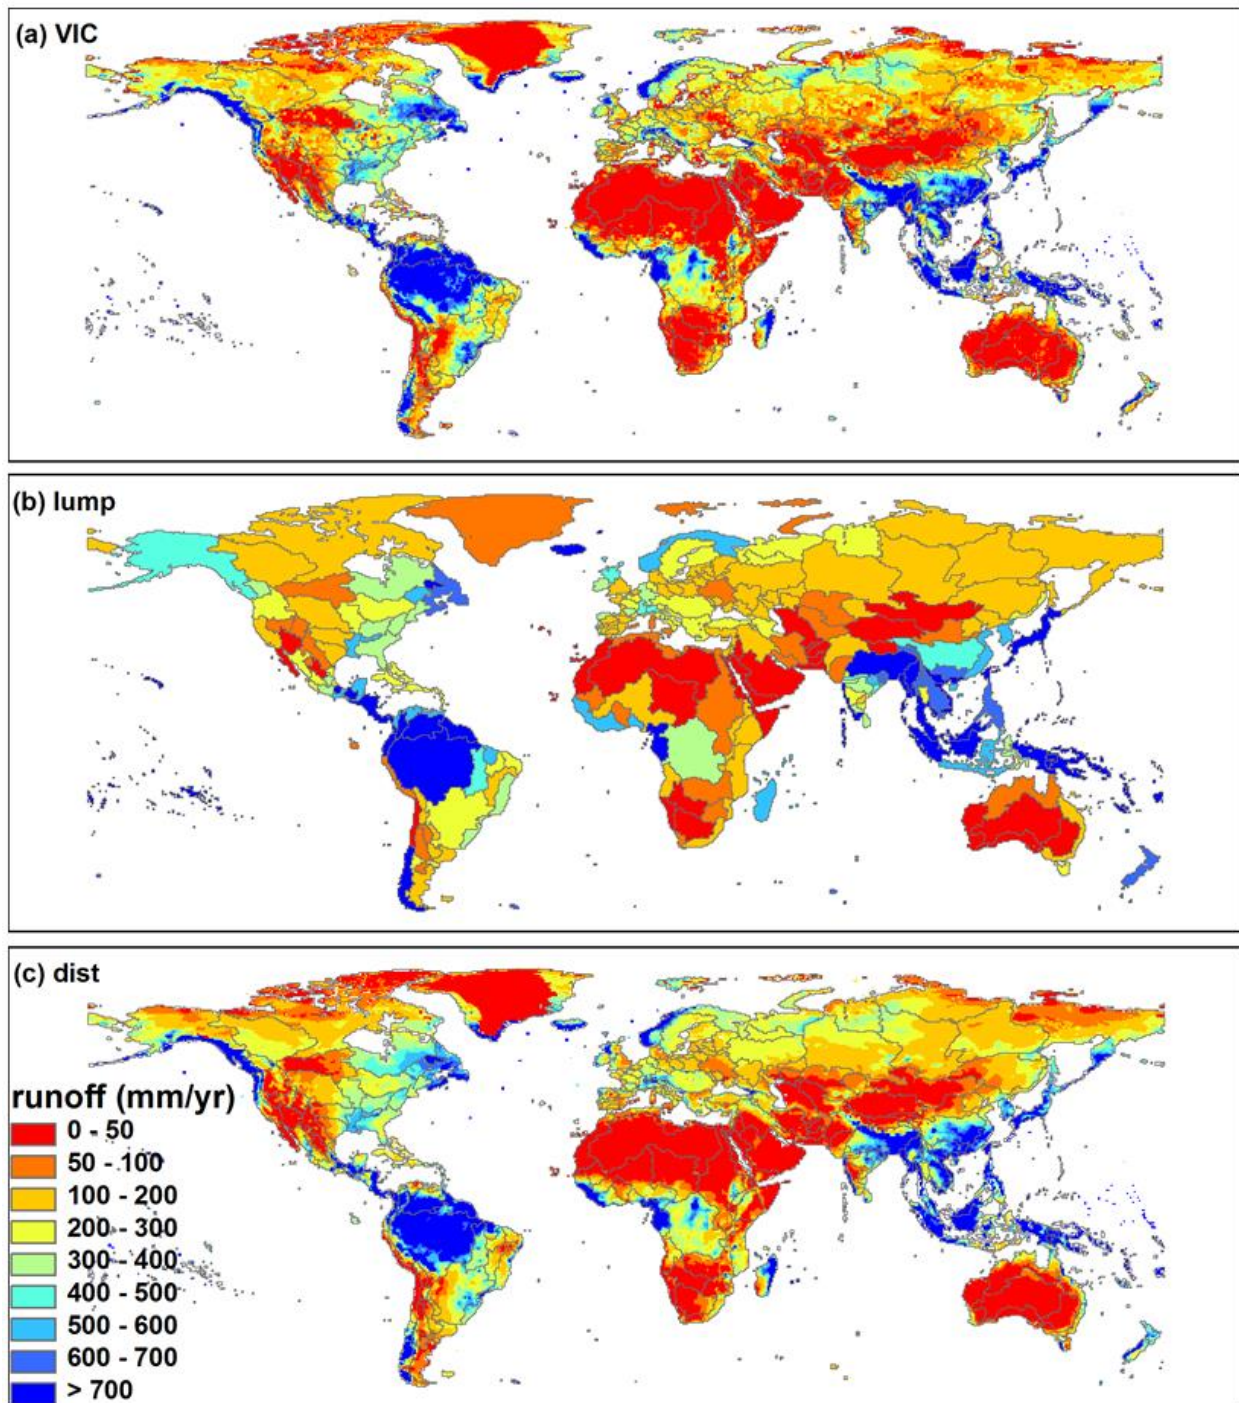 (a) VIC
(b) lump
(c) dist
runoff (mm/yr)
0 - 50
50 - 100
100 - 200
200 - 300
300 - 400
400 - 500
500 - 600
600 - 700
> 700